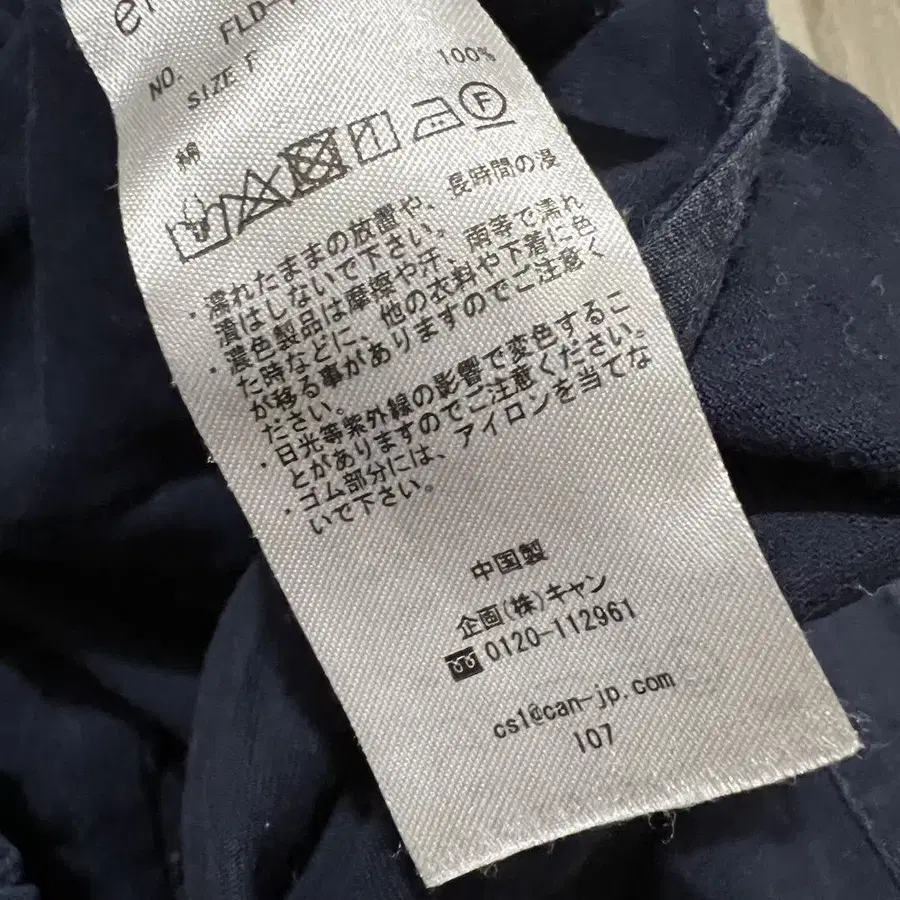 NO. FLD-
SIZE F
綿 100%
F
・濡れたままの放置や、長時間の浸
漬はしないで下さい。
・濃色製品は摩擦や汗、雨等で濡れ
た時などに、他の衣料や下着に色
が移る事がありますのでご注意く
ださい。
・日光等紫外線の影響で変色するこ
とがありますのでご注意ください。
・ゴム部分には、アイロンを当てな
いで下さい。
中国製
企画(株)キャン
0120-112961
cs1@can-jp.com
107